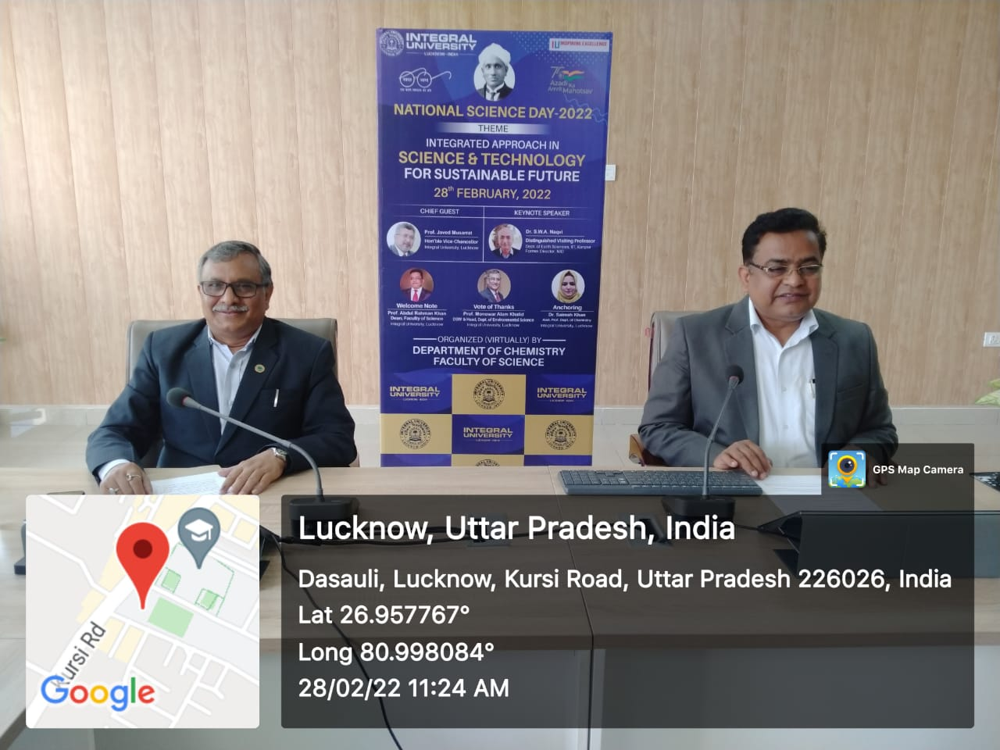 INTEGRAL
UNIVERSITY
LUCKNOW-INDIA
IU INSPIRING EXCELLENCE
Azadi Ka
Amrit Mahotsav
NATIONAL SCIENCE DAY-2022
THEME
INTEGRATED APPROACH IN
SCIENCE & TECHNOLOGY
FOR SUSTAINABLE FUTURE
28th FEBRUARY, 2022
CHIEF GUEST
Prof. Javed Musarrat
Hon'ble Vice-Chancellor
Integral University, Lucknow
KEYNOTE SPEAKER
Dr. S.W.A. Naqvi
Distinguished Visiting Professor
Dept. of Earth Sciences, IIT, Kanpur
Former Director, NIO
Welcome Note
Prof. Abdul Rahman Khan
Dean, Faculty of Science
Integral University, Lucknow
Vote of Thanks
Prof. Monowar Alam Khalid
DSW & Head, Dept. of Environmental Science
Integral University, Lucknow
Anchoring
Dr. Saimah Khan
Asst. Prof. Dept. of Chemistry
Integral University, Lucknow
ORGANIZED (VIRTUALLY) BY
DEPARTMENT OF CHEMISTRY
FACULTY OF SCIENCE
INTEGRAL
UNIVERSITY
LUCKNOW-INDIA
INTEGRAL
UNIVERSITY
LUCKNOW-INDIA
INTEGRAL
UNIVERSITY
LUCKNOW-INDIA
GPS Map Camera
Kursi Rd
Google
Lucknow, Uttar Pradesh, India
Dasauli, Lucknow, Kursi Road, Uttar Pradesh 226026, India
Lat 26.957767°
Long 80.998084°
28/02/22 11:24 AM